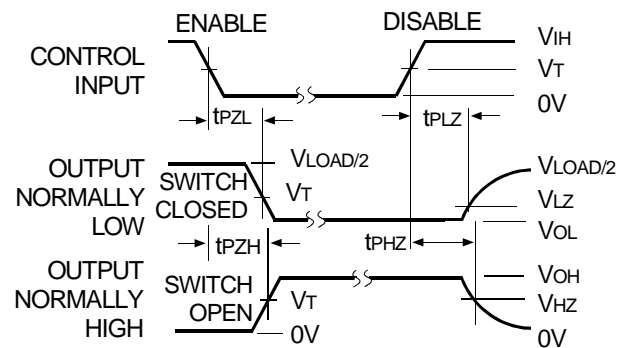 ENABLE DISABLE
CONTROL INPUT
VIH
VT
0V
tPZL
tPLZ
OUTPUT NORMALLY LOW
SWITCH CLOSED
VLOAD/2
VT
VLOAD/2
VLZ
VOL
tPZH
tPHZ
OUTPUT NORMALLY HIGH
SWITCH OPEN
VT
0V
VOH
VHZ
0V